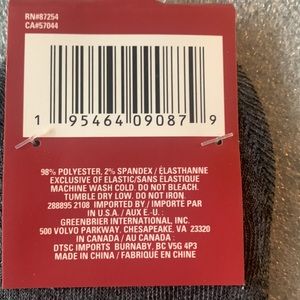 RN#87254
CA#57044
1 95464 09087 9
98% POLYESTER, 2% SPANDEX / ÉLASTHANNE
EXCLUSIVE OF ELASTIC/SANS ÉLASTIQUE
MACHINE WASH COLD. DO NOT BLEACH.
TUMBLE DRY LOW. DO NOT IRON.
288895 2108 IMPORTED BY / IMPORTE PAR
IN U.S.A. / AUX É.-U. :
GREENBRIER INTERNATIONAL, INC.
500 VOLVO PARKWAY, CHESAPEAKE, VA 23320
IN CANADA / AU CANADA :
DTSC IMPORTS BURNABY, BC V5G 4P3
MADE IN CHINA / FABRIQUÉ EN CHINE